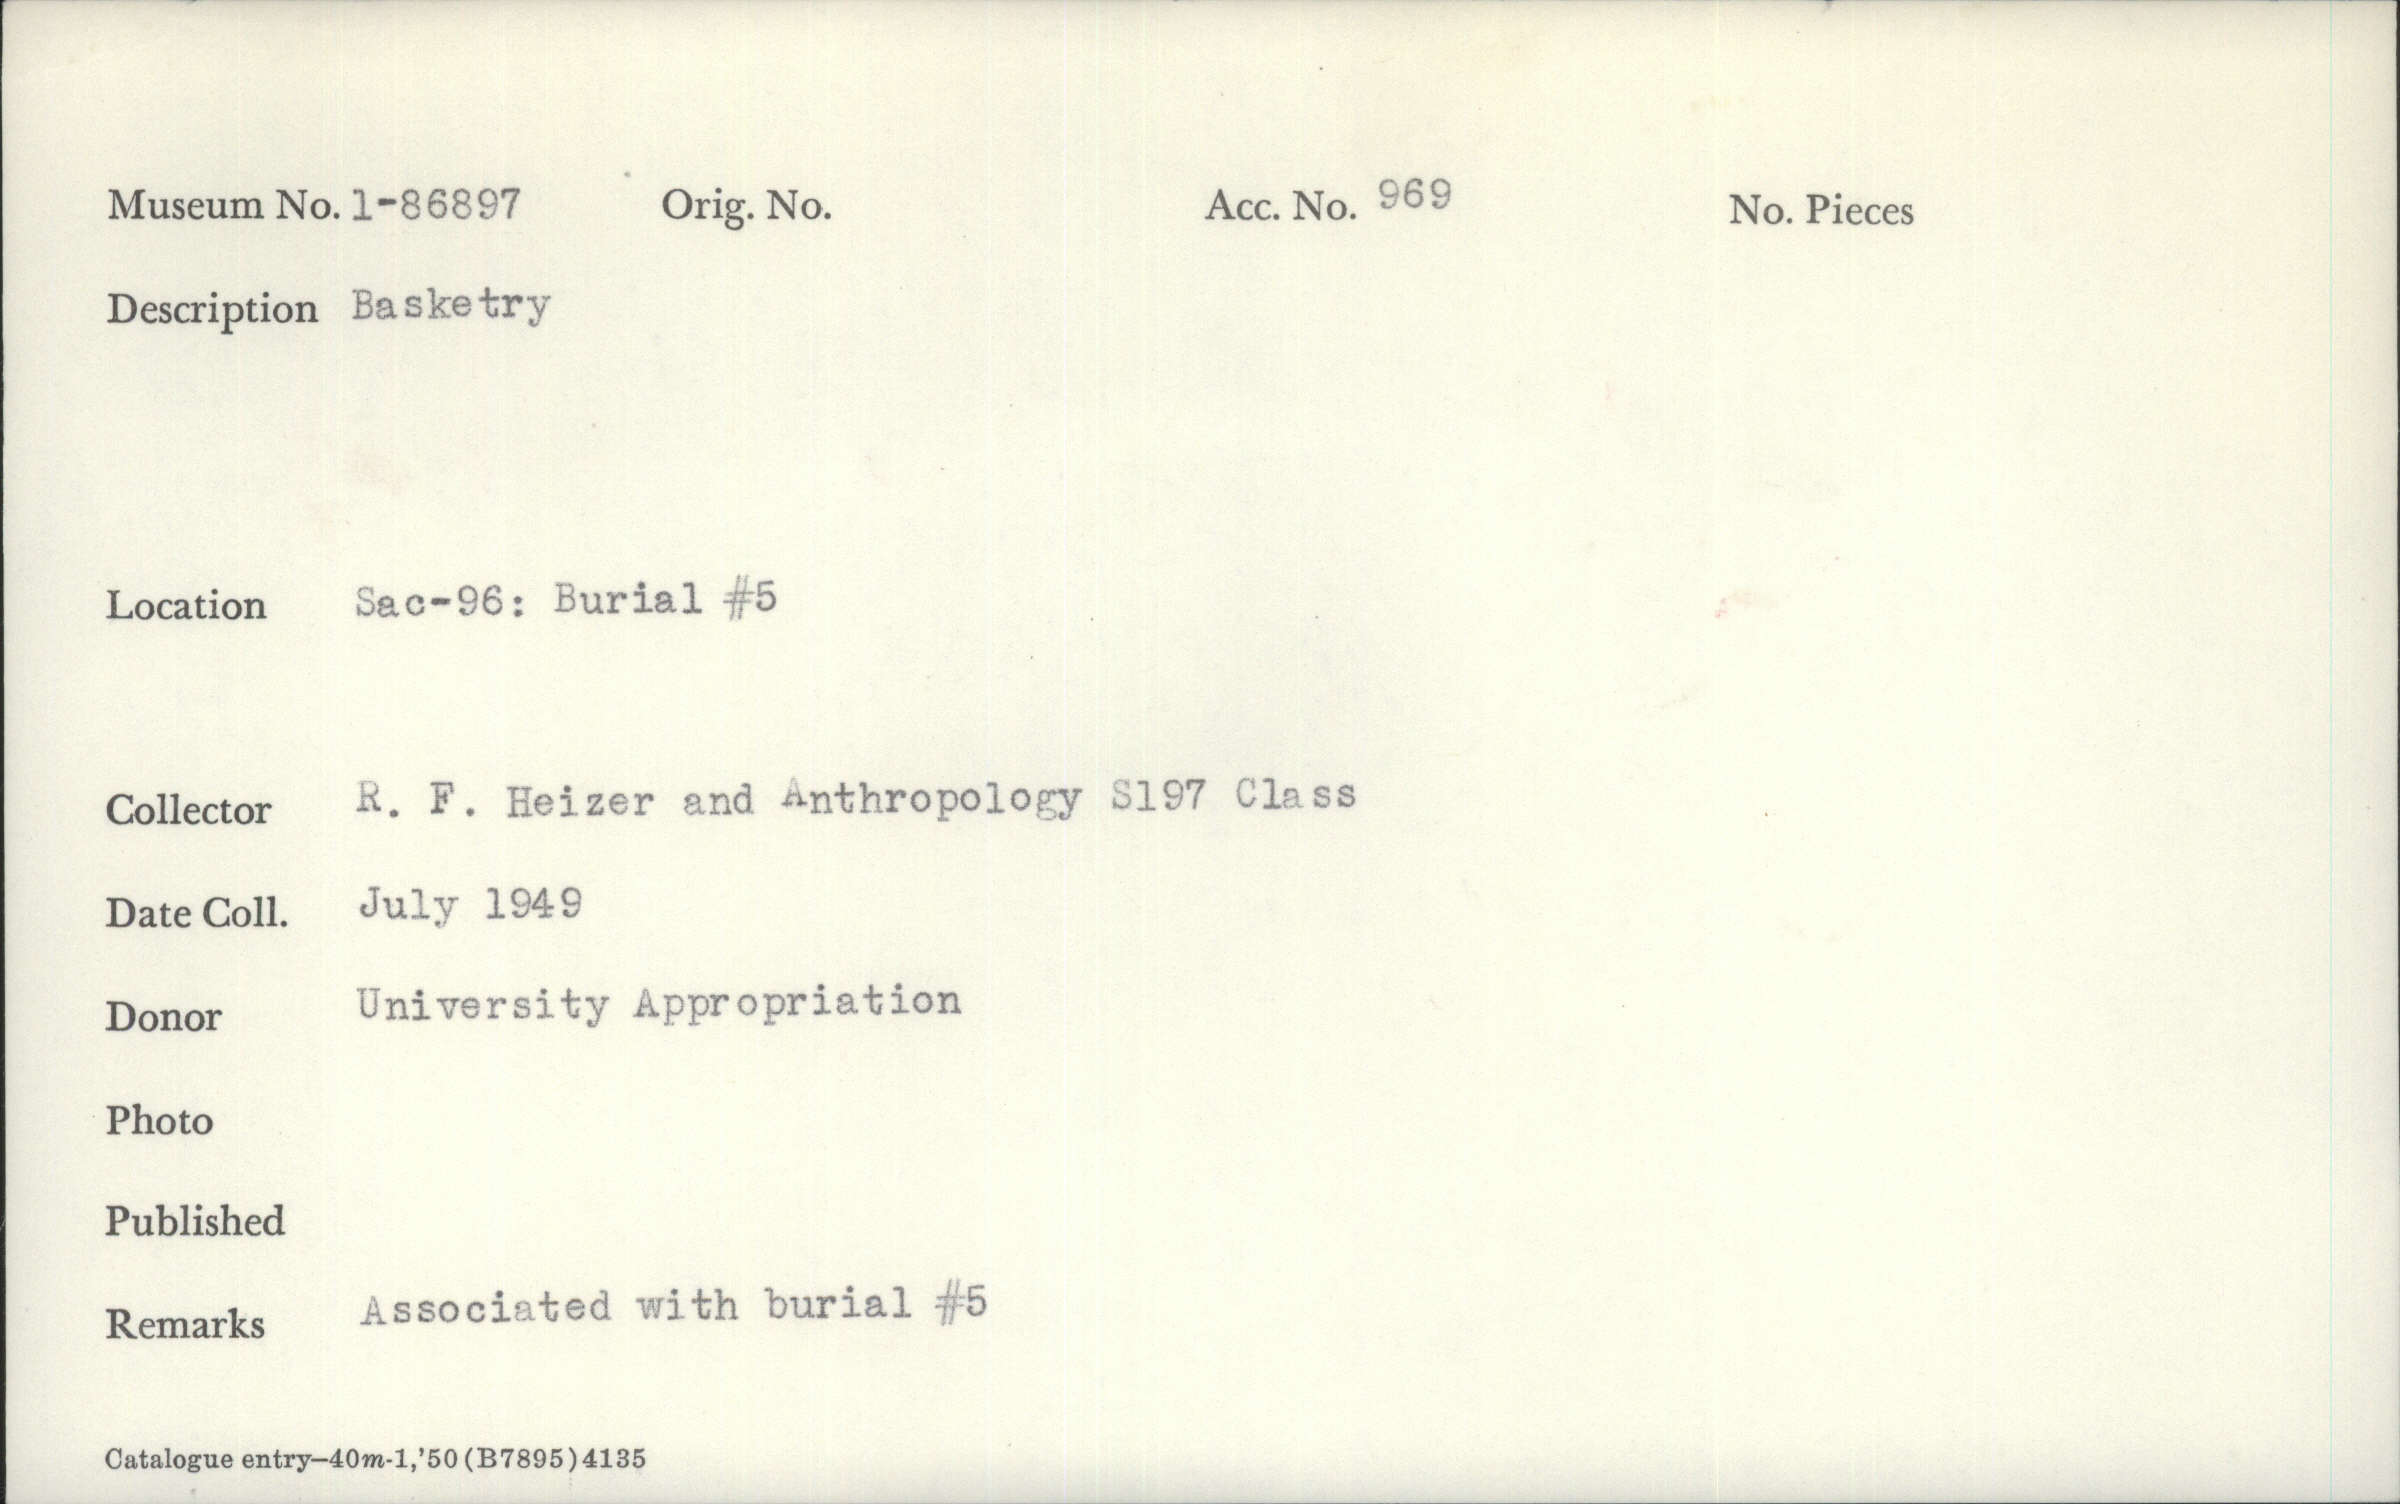 Museum No. 1-86897 Orig. No. Acc. No. 969 No. Pieces
Description Basketry
Location Sac-96: Burial #5
Collector R. F. Heizer and Anthropology S197 Class
Date Coll. July 1949
Donor University Appropriation
Photo
Published
Remarks Associated with burial #5
Catalogue entry—40m-1,'50(B7895)4135